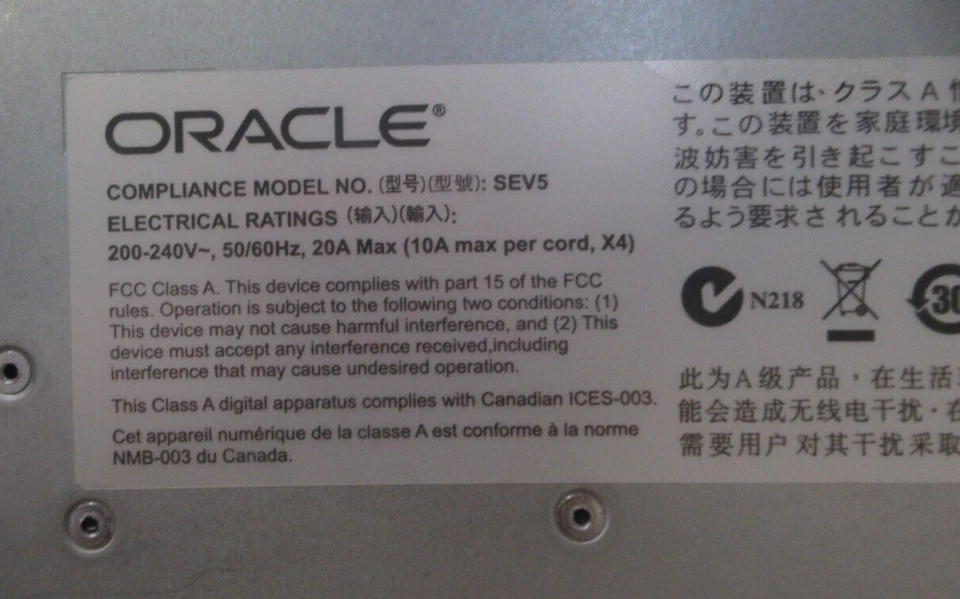 ORACLE®
COMPLIANCE MODEL NO. (型号)(型號): SEV5
ELECTRICAL RATINGS (输入)(輸入):
200-240V~, 50/60Hz, 20A Max (10A max per cord, X4)
FCC Class A. This device complies with part 15 of the FCC
rules. Operation is subject to the following two conditions: (1)
This device may not cause harmful interference, and (2) This
device must accept any interference received,including
interference that may cause undesired operation.
This Class A digital apparatus complies with Canadian ICES-003.
Cet appareil numérique de la classe A est conforme à la norme
NMB-003 du Canada.
この装置は、クラス A 情
す。この装置を家庭環境
波妨害を引き起こすこ
の場合には使用者が適
るよう要求されることが
N218
30
此为A级产品，在生活
能会造成无线电干扰。在
需要用户对其干扰采取